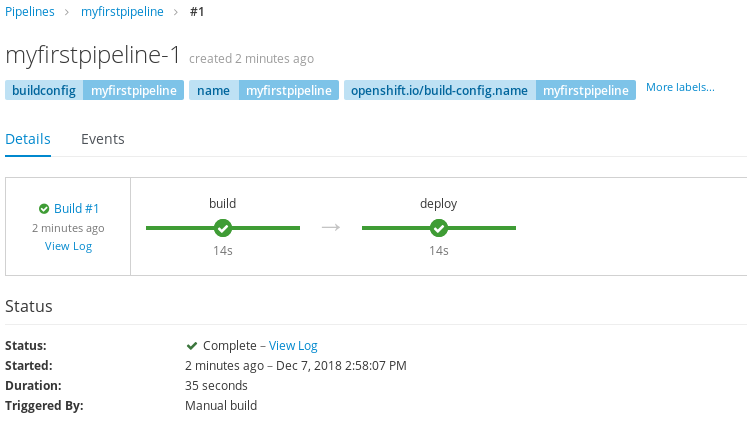 Pipelines › myfirstpipeline › #1
myfirstpipeline-1 created 2 minutes ago
buildconfig myfirstpipeline name myfirstpipeline openshift.io/build-config.name myfirstpipeline More labels...
Details Events
build deploy
Build #1
2 minutes ago
View Log
14s 14s
Status
Status: Complete – View Log
Started: 2 minutes ago – Dec 7, 2018 2:58:07 PM
Duration: 35 seconds
Triggered By: Manual build